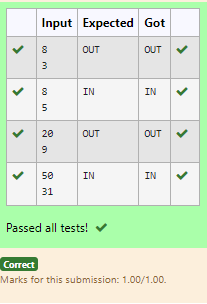 Input Expected Got
8 OUT OUT
3
8 IN IN
5
20 OUT OUT
9
50 IN IN
31
Passed all tests!
Correct
Marks for this submission: 1.00/1.00.